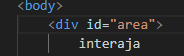 <body>
<div id="area">
interaja